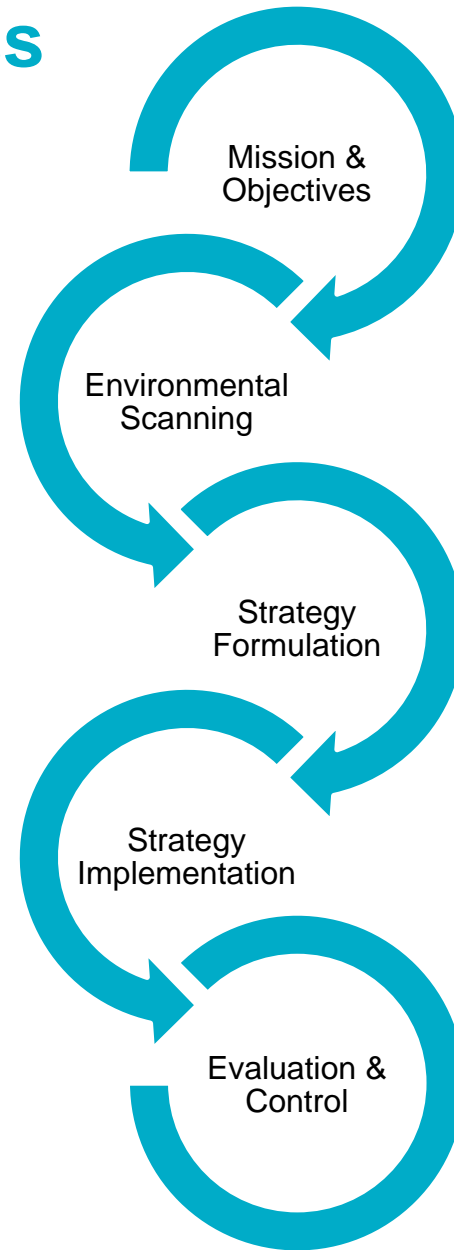 s
Mission &
Objectives
Environmental
Scanning
Strategy
Formulation
Strategy
Implementation
Evaluation &
Control